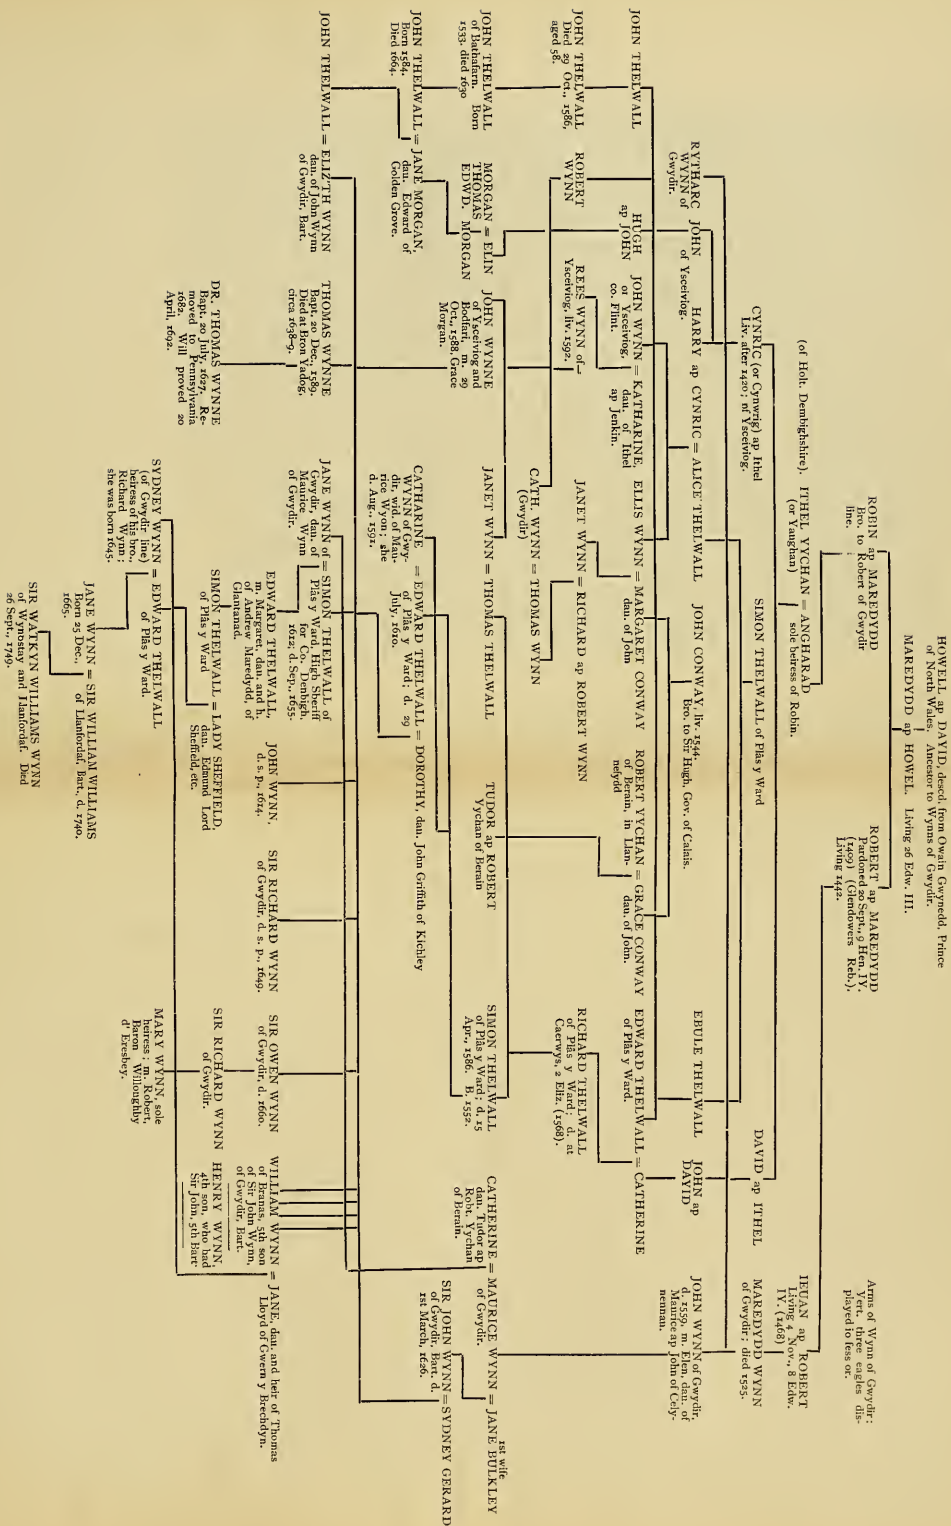 HOWELL ap DAVID, descd. from Owain Gwynedd, Prince
of North Wales. Ancestor to Wynns of Gwydir.
MAREDYDD ap HOWEL. Living 26 Edw. III.
Arms of Wynn of Gwydir;
Vert. three eagles dis-
played in fess or.
ROBIN ap MAREDYDD
Bro. to Robert of Gwydir
line.
ROBERT ap MAREDYDD
Pardoned 20 Sept., 9 Hen. IV.
(1409) (Glendowers Reb.).
Living 1442.
(of Holt. Dembighshire).
ITHEL VYCHAN = ANGHARAD
(or Vaughan)
sole heiress of Robin.
IEUAN ap ROBERT
Living 4 Nov., 8 Edw.
IV. (1468)
CYNRIC (or Cynwrig) ap Ithel
Liv. after 1420; of Ysceiviog.
SIMON THELWALL of Plâs y Ward
DAVID ap ITHEL
MAREDYDD WYNN
of Gwydir; died 1525.
RYTHARC
WYNN of
Gwydir.
JOHN
of Ysceiviog.
HARRY ap CYNRIC = ALICE THELWALL
JOHN CONWAY, liv. 1544.
Bro. to Sir Hugh, Gov. of Calais.
EBULE THELWALL
JOHN ap
DAVID
JOHN WYNN of Gwydir,
d. 1559, m. Elen, dau. of
Maurice ap John of Cely-
nennan.
JOHN THELWALL
HUGH
ap JOHN
JOHN WYNN = KATHARINE,
or Ysceiviog,
co. Flint.
dau. of Ithel
ap Jenkin.
ELLIS WYNN = MARGARET CONWAY
dau. of John
ROBERT VYCHAN = GRACE CONWAY
of Berain, in Llan-
nefydd
dau. of John.
EDWARD THELWALL = CATHERINE
of Plâs y Ward.
JOHN THELWALL
Died 29 Oct., 1586,
aged 58.
ROBERT
WYNN
REES WYNN of
Ysceiviog, liv. 1592.
CATH. WYNN = THOMAS WYNN
(Gwydir)
JANET WYNN = RICHARD ap ROBERT WYNN
RICHARD THELWALL
of Plâs y Ward; d. at
Caerwys, 2 Eliz. (1568).
JOHN THELWALL
of Bathafarn. Born
1533. died 1630
MORGAN = ELIN
THOMAS
EDWD. MORGAN
JOHN WYNNE
of Ysceiviog and
Bodfari, m. 29
Oct., 1588, Grace
Morgan.
JANET WYNN = THOMAS THELWALL
TUDOR ap ROBERT
Vychan of Berain
SIMON THELWALL
of Plâs y Ward; d. 15
Apr., 1586. B. 1552.
CATHERINE = MAURICE WYNN = JANE BULKLEY
dau. Tudor ap
Robt. Vychan
of Berain.
of Gwydir.
1st wife
JOHN THELWALL = JANE MORGAN,
Born 1584.
Died 1664.
dau. Edward of
Golden Grove.
CATHARINE = EDWARD THELWALL = DOROTHY, dau. John Griffith of Kichley
WYNN of Gwy-
dir, wid. of Mau-
rice Wyon; she
d. Aug., 1592.
of Plâs y Ward; d. 29
July, 1610.
SIR JOHN WYNN = SYDNEY GERARD
of Gwydir, Bart. d.
1st March, 1626.
JOHN THELWALL = ELIZ'TH WYNN
dau. of John Wynn
of Gwydir, Bart.
THOMAS WYNNE
Bapt. 20 Dec., 1589.
Died at Bron Vadog,
circa 1638-9.
JANE WYNN of = SIMON THELWALL of
Gwydir, dau. of
Maurice Wynn
of Gwydir.
Plâs y Ward, High Sheriff
for Co. Denbigh,
1612; d. Sep., 1655.
EDWARD THELWALL,
m. Margaret, dau. and h.
of Andrew Maredydd, of
Glantanad.
JOHN WYNN,
d. s. p., 1614.
SIR RICHARD WYNN
of Gwydir, d. s. p., 1649.
SIR OWEN WYNN
of Gwydir, d. 1660.
WILLIAM WYNN = JANE, dau. and heir of Thomas
of Branas, 5th son
of Sir John Wynn,
of Gwydir, Bart.
Lloyd of Gwern y Brechdyn.
DR. THOMAS WYNNE
Bapt. 20 July, 1627. Re-
moved to Pennsylvania
1682. Will proved 20
April, 1692.
SIMON THELWALL = LADY SHEFFIELD,
of Plâs y Ward
dau. Edmund Lord
Sheffield, etc.
SIR RICHARD WYNN
of Gwydir.
HENRY WYNN,
4th son, who had
Sir John, 5th Bart
SYDNEY WYNN = EDWARD THELWALL
(of Gwydir line)
heiress of his bro.,
Richard Wynn;
she was born 1645.
of Plâs y Ward.
MARY WYNN, sole
heiress; m. Robert,
Baron Willoughby
d' Eresbey.
JANE WYNN = SIR WILLIAM WILLIAMS
Born 25 Dec.,
1665.
of Llanfordaf, Bart., d. 1740.
SIR WATKYN WILLIAMS WYNN
of Wynnstay and Llanfordaf. Died
26 Sept., 1749.